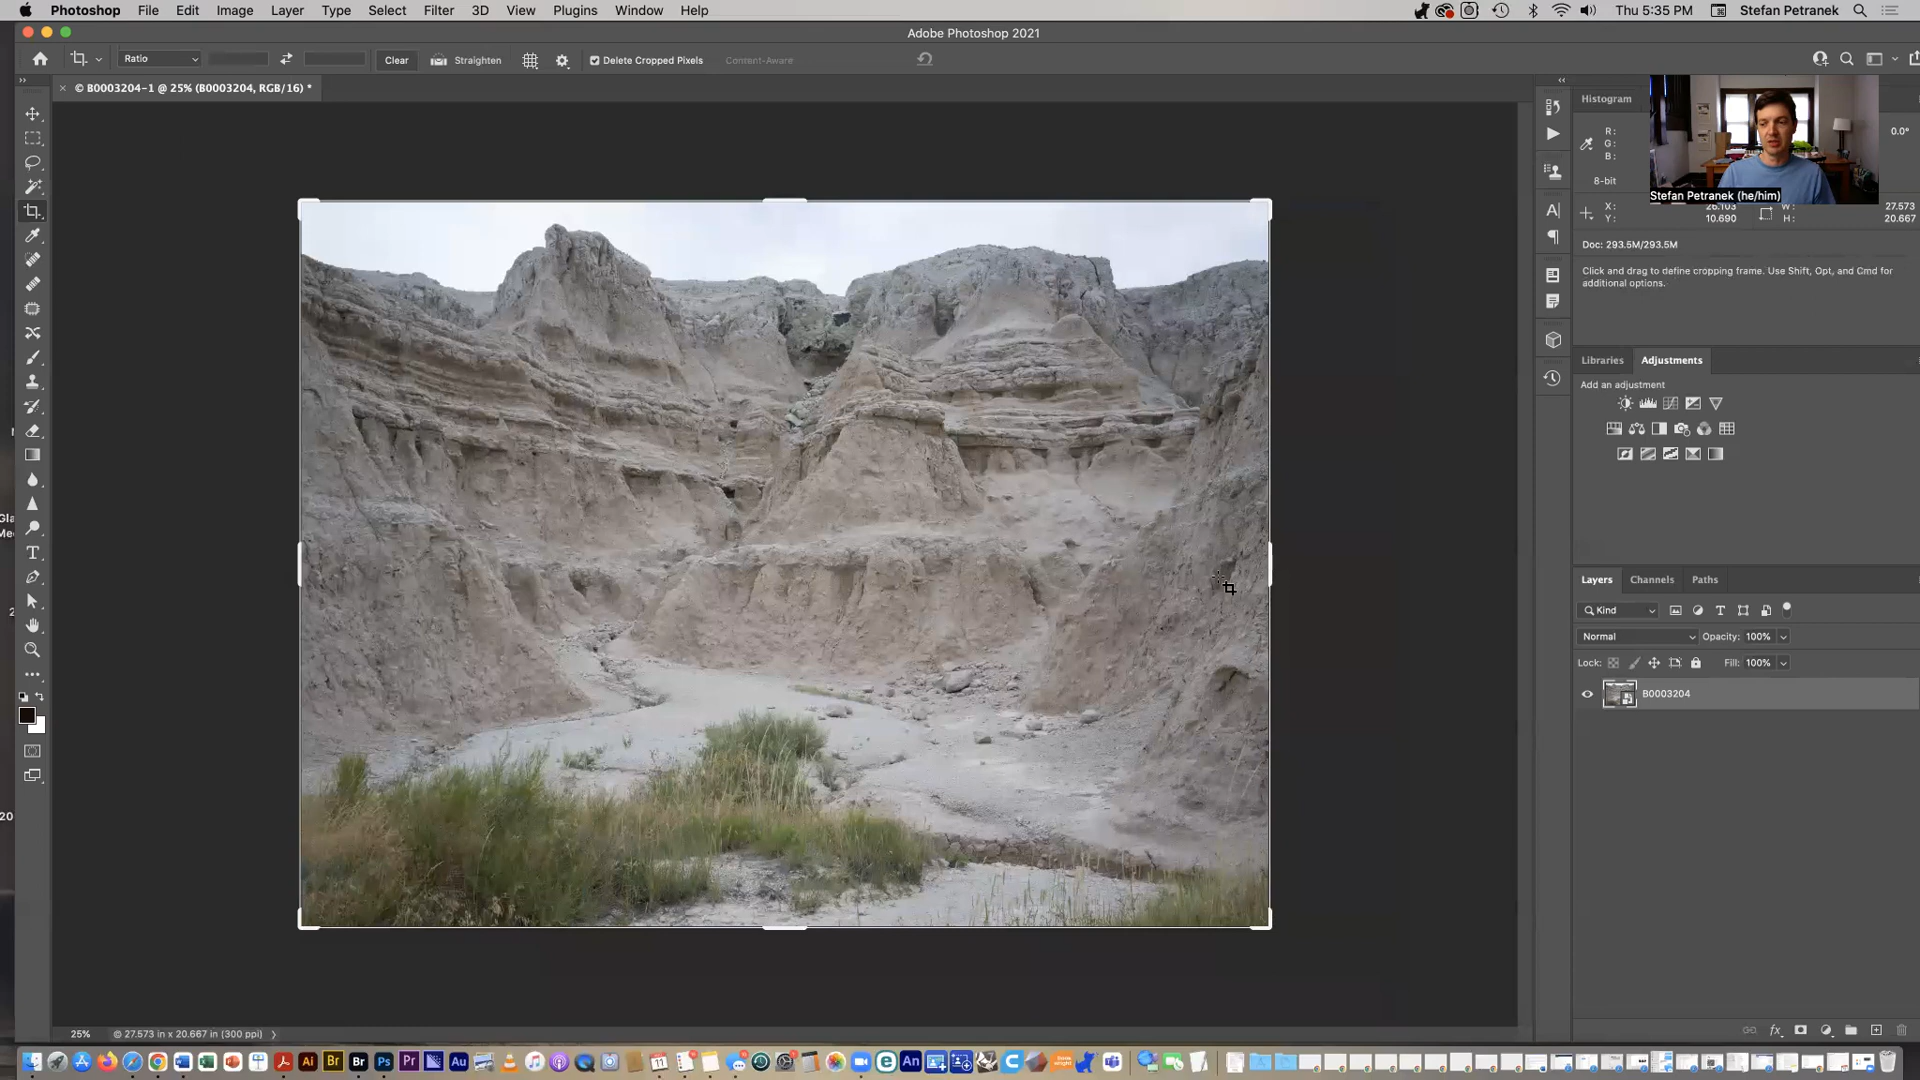 Photoshop File Edit Image Layer Type Select Filter 3D View Plugins Window Help Thu 5:35 PM Stefan Petranek
Adobe Photoshop 2021
Ratio Clear Straighten Delete Cropped Pixels Content-Aware
© B0003204-1 @ 25% (B0003204, RGB/16) *
Histogram
R:
G:
B:
0.0°
8-bit
Stefan Petranek (he/him)
X: 26.103
Y: 10.690
W: 27.573
H: 20.667
Doc: 293.5M/293.5M
Click and drag to define cropping frame. Use Shift, Opt, and Cmd for
additional options.
Libraries Adjustments
Add an adjustment
Layers Channels Paths
Kind
Normal Opacity: 100%
Lock: Fill: 100%
B0003204
25% 27.573 in x 20.667 in (300 ppi)